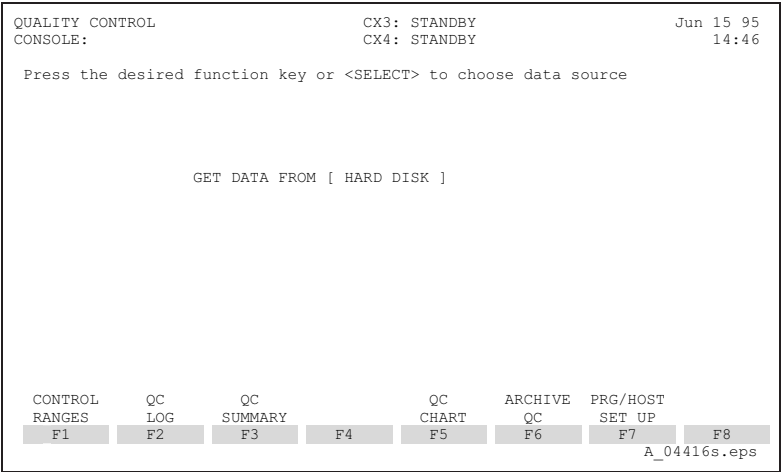 QUALITY CONTROL CX3: STANDBY Jun 15 95
CONSOLE: CX4: STANDBY 14:46
Press the desired function key or <SELECT> to choose data source
GET DATA FROM [ HARD DISK ]
CONTROL QC QC QC ARCHIVE PRG/HOST
RANGES LOG SUMMARY CHART QC SET UP
F1 F2 F3 F4 F5 F6 F7 F8
A_04416s.eps